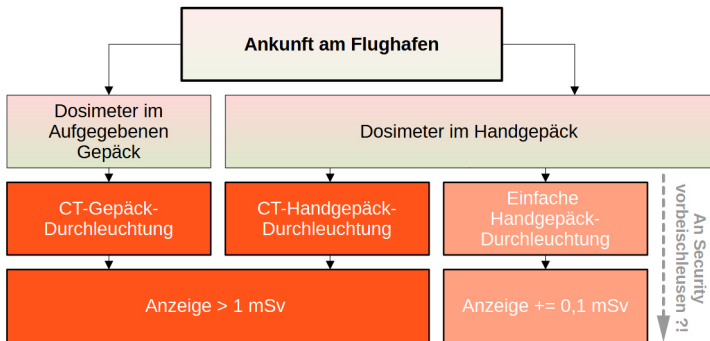 Ankunft am Flughafen
Dosimeter im
Aufgegebenen
Gepäck
Dosimeter im Handgepäck
CT-Gepäck-
Durchleuchtung
CT-Handgepäck-
Durchleuchtung
Einfache
Handgepäck-
Durchleuchtung
An Security
vorbeischleusen ?!
Anzeige > 1 mSv
Anzeige += 0,1 mSv